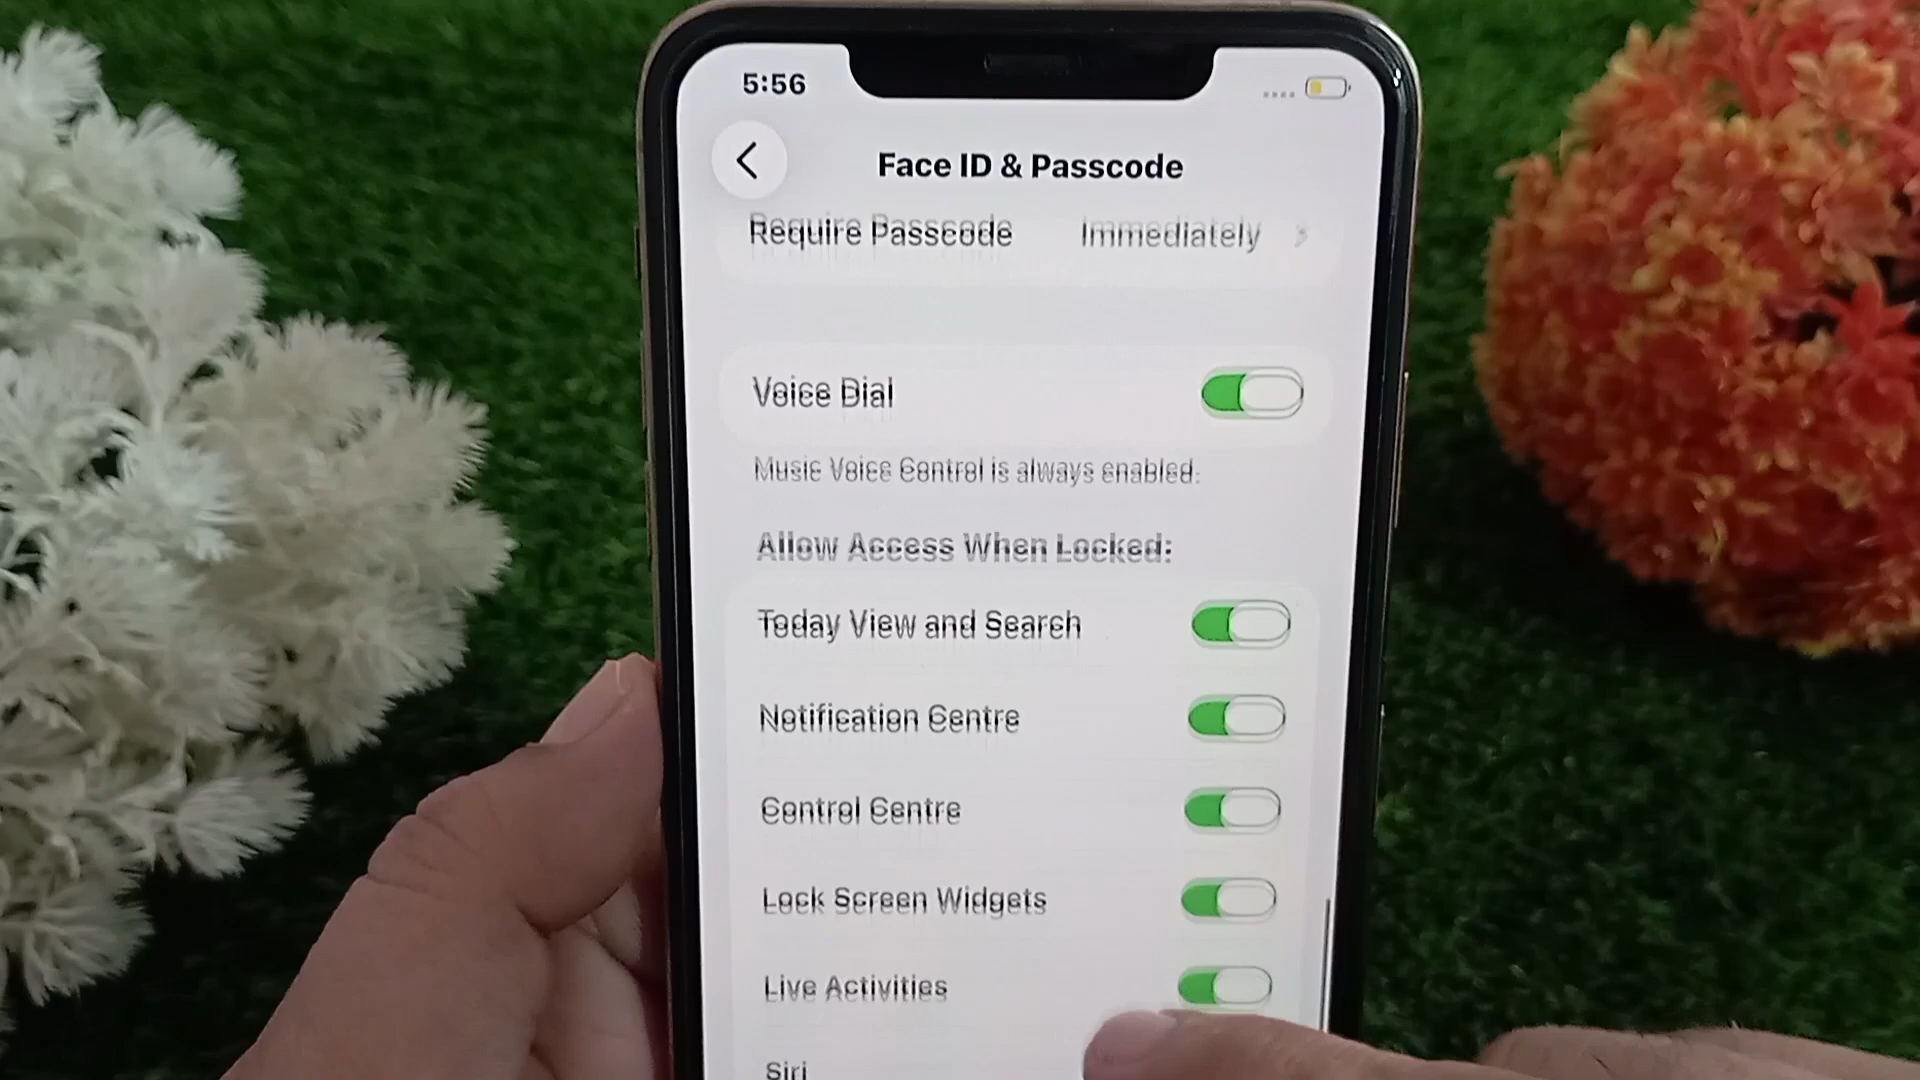 5:56
Face ID & Passcode
Require Passcode Immediately
Voice Dial
Music Voice Control is always enabled.
Allow Access When Locked:
Today View and Search
Notification Centre
Control Centre
Lock Screen Widgets
Live Activities
Siri